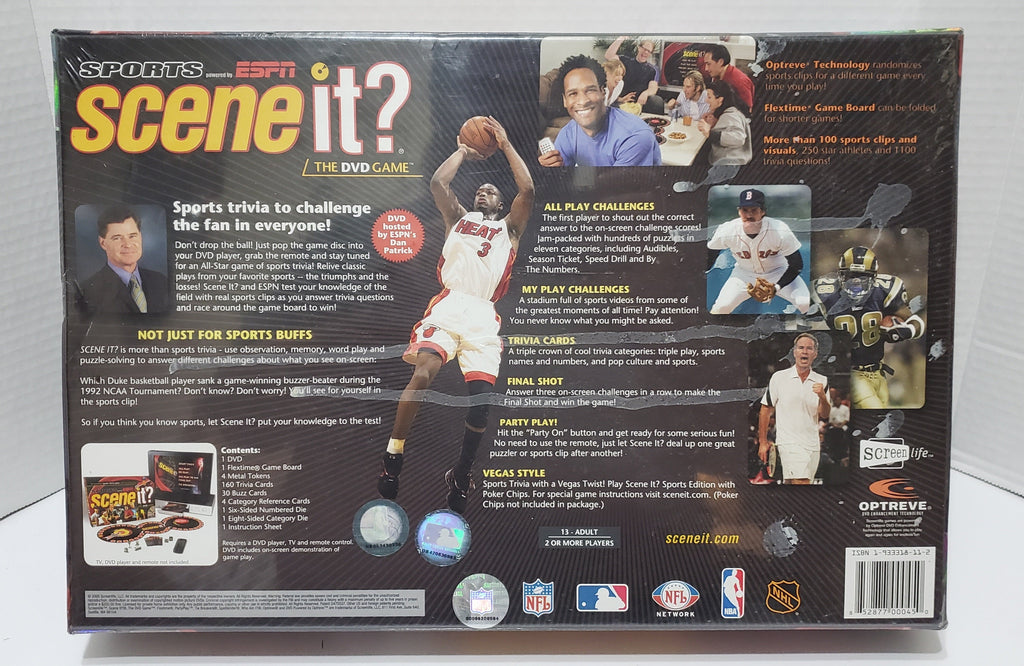 SPORTS powered by ESPN
scene it?
THE DVD GAME™
Optreve® Technology randomizes
sports clips for a different game every
time you play!
Flextime® Game Board can be folded
for shorter games!
More than 100 sports clips and
visuals, 250 star athletes and 1100
trivia questions!
Sports trivia to challenge
the fan in everyone!
Don't drop the ball! Just pop the game disc into
your DVD player, grab the remote and stay tuned
for an All-Star game of sports trivia! Relive classic
plays from your favorite sports -- the triumphs and the
losses! Scene It? and ESPN test your knowledge of the
field with real sports clips as you answer trivia questions
and race around the game board to win!
DVD
hosted
by ESPN's
Dan
Patrick
HEAT
3
B
28
28
NOT JUST FOR SPORTS BUFFS
SCENE IT? is more than sports trivia - use observation, memory, word play and
puzzle-solving to answer different challenges about what you see on-screen:
Which Duke basketball player sank a game-winning buzzer-beater during the
1992 NCAA Tournament? Don't know? Don't worry! You'll see for yourself in
the sports clip!
So if you think you know sports, let Scene It? put your knowledge to the test!
ALL PLAY CHALLENGES
The first player to shout out the correct
answer to the on-screen challenge scores!
Jam-packed with hundreds of puzzles in
eleven categories, including Audibles,
Season Ticket, Speed Drill and By
The Numbers.
MY PLAY CHALLENGES
A stadium full of sports videos from some of
the greatest moments of all time! Pay attention!
You never know what you might be asked.
TRIVIA CARDS
A triple crown of cool trivia categories: triple play, sports
names and numbers, and pop culture and sports.
FINAL SHOT
Answer three on-screen challenges in a row to make the
Final Shot and win the game!
PARTY PLAY!
Hit the "Party On" button and get ready for some serious fun!
No need to use the remote, just let Scene It? deal up one great
puzzler or sports clip after another!
VEGAS STYLE
Sports Trivia with a Vegas Twist! Play Scene It? Sports Edition with
Poker Chips. For special game instructions visit sceneit.com. (Poker
Chips not included in package.)
scene it?
TV, DVD player and remote not included.
Contents:
1 DVD
1 Flextime® Game Board
4 Metal Tokens
160 Trivia Cards
30 Buzz Cards
4 Category Reference Cards
1 Six-Sided Numbered Die
1 Eight-Sided Category Die
1 Instruction Sheet
Requires a DVD player, TV and remote control.
DVD includes on-screen demonstration of
game play.
13 - ADULT
2 OR MORE PLAYERS
sceneit.com
screenlife™
OPTREVE™
DVD ENHANCEMENT TECHNOLOGY
ISBN 1-933318-11-2
8 52877 00045 0
NFL
NFL
NFL
NETWORK
NBA
NHL